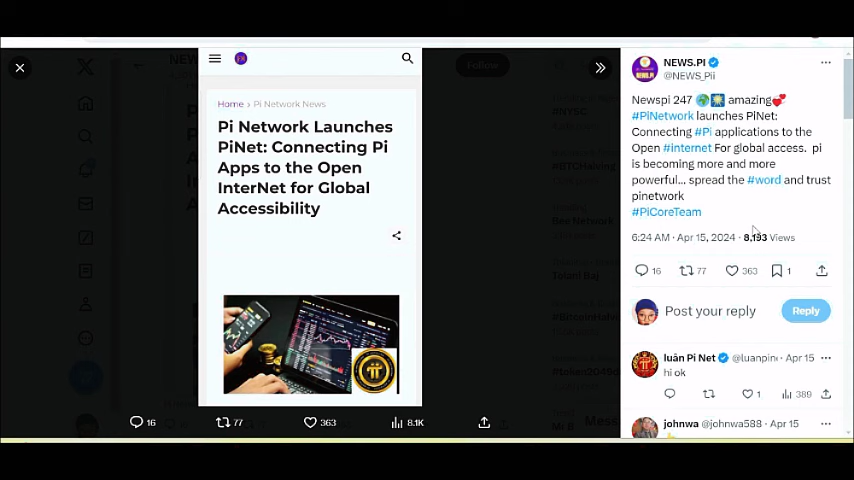 Home › Pi Network News
Pi Network Launches
PiNet: Connecting Pi
Apps to the Open
InterNet for Global
Accessibility
16
77
363
8.1K
Follow
NEWS.PI
@NEWS_Pii
Newspi 247 🌍🌟 amazing💞
#PiNetwork launches PiNet:
Connecting #Pi applications to the
Open #internet For global access. pi
is becoming more and more
powerful... spread the #word and trust
pinetwork
#PiCoreTeam
6:24 AM · Apr 15, 2024 · 8,193 Views
16 77 363 1
Post your reply Reply
luân Pi Net @luanpin Apr 15
hi ok
1 389
johnwa @johnwa588 · Apr 15